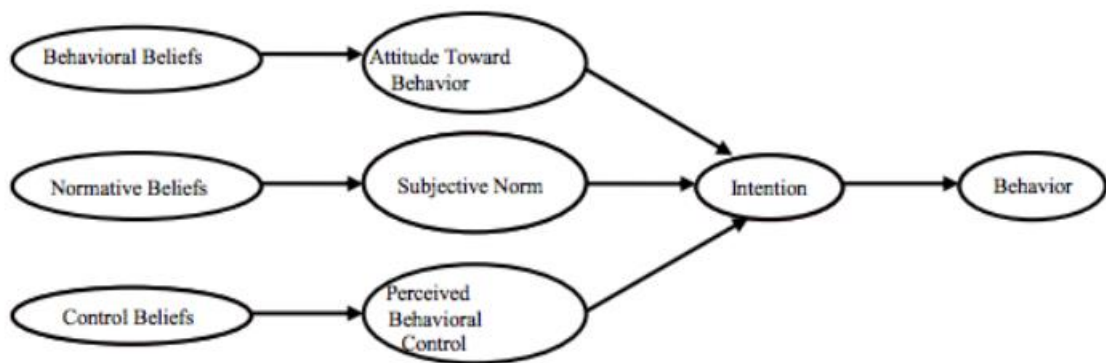 Behavioral Beliefs
Attitude Toward
Behavior
Normative Beliefs
Subjective Norm
Intention
Behavior
Control Beliefs
Perceived
Behavioral
Control